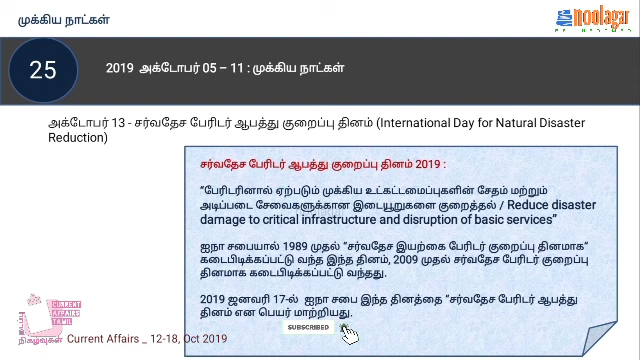 முக்கிய நாட்கள்
noolagar
25
2019 அக்டோபர் 05 – 11 : முக்கிய நாட்கள்
அக்டோபர் 13 - சர்வதேச பேரிடர் ஆபத்து குறைப்பு தினம் (International Day for Natural Disaster
Reduction)
சர்வதேச பேரிடர் ஆபத்து குறைப்பு தினம் 2019 :
“பேரிடரினால் ஏற்படும் முக்கிய உட்கட்டமைப்புகளின் சேதம் மற்றும்
அடிப்படை சேவைகளுக்கான இடையூறுகளை குறைத்தல் / Reduce disaster
damage to critical infrastructure and disruption of basic services”
ஐநா சபையால் 1989 முதல் “சர்வதேச இயற்கை பேரிடர் குறைப்பு தினமாக”
கடைபிடிக்கப்பட்டு வந்த இந்த தினம், 2009 முதல் சர்வதேச பேரிடர் குறைப்பு
தினமாக கடைபிடிக்கப்பட்டு வந்தது.
2019 ஜனவரி 17-ல் ஐநா சபை இந்த தினத்தை “சர்வதேச பேரிடர் ஆபத்து
தினம் என பெயர் மாற்றியது.
SUBSCRIBED
CURRENT
AFFAIRS
TAMIL
நடப்பு
நிகழ்வுகள்
Current Affairs _ 12-18, Oct 2019